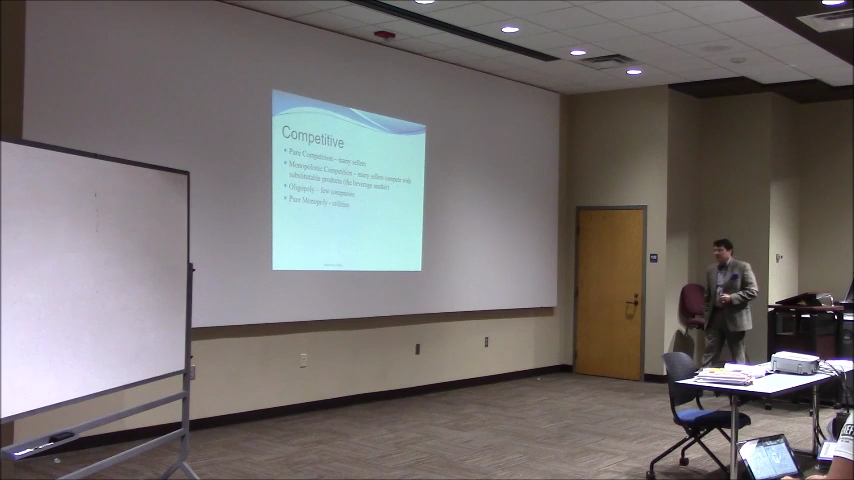 Competitive
• Pure Competition – many sellers
• Monopolistic Competition – many sellers compete with
substitutable products (the beverage market)
• Oligopoly – few companies
• Pure Monopoly - utilities